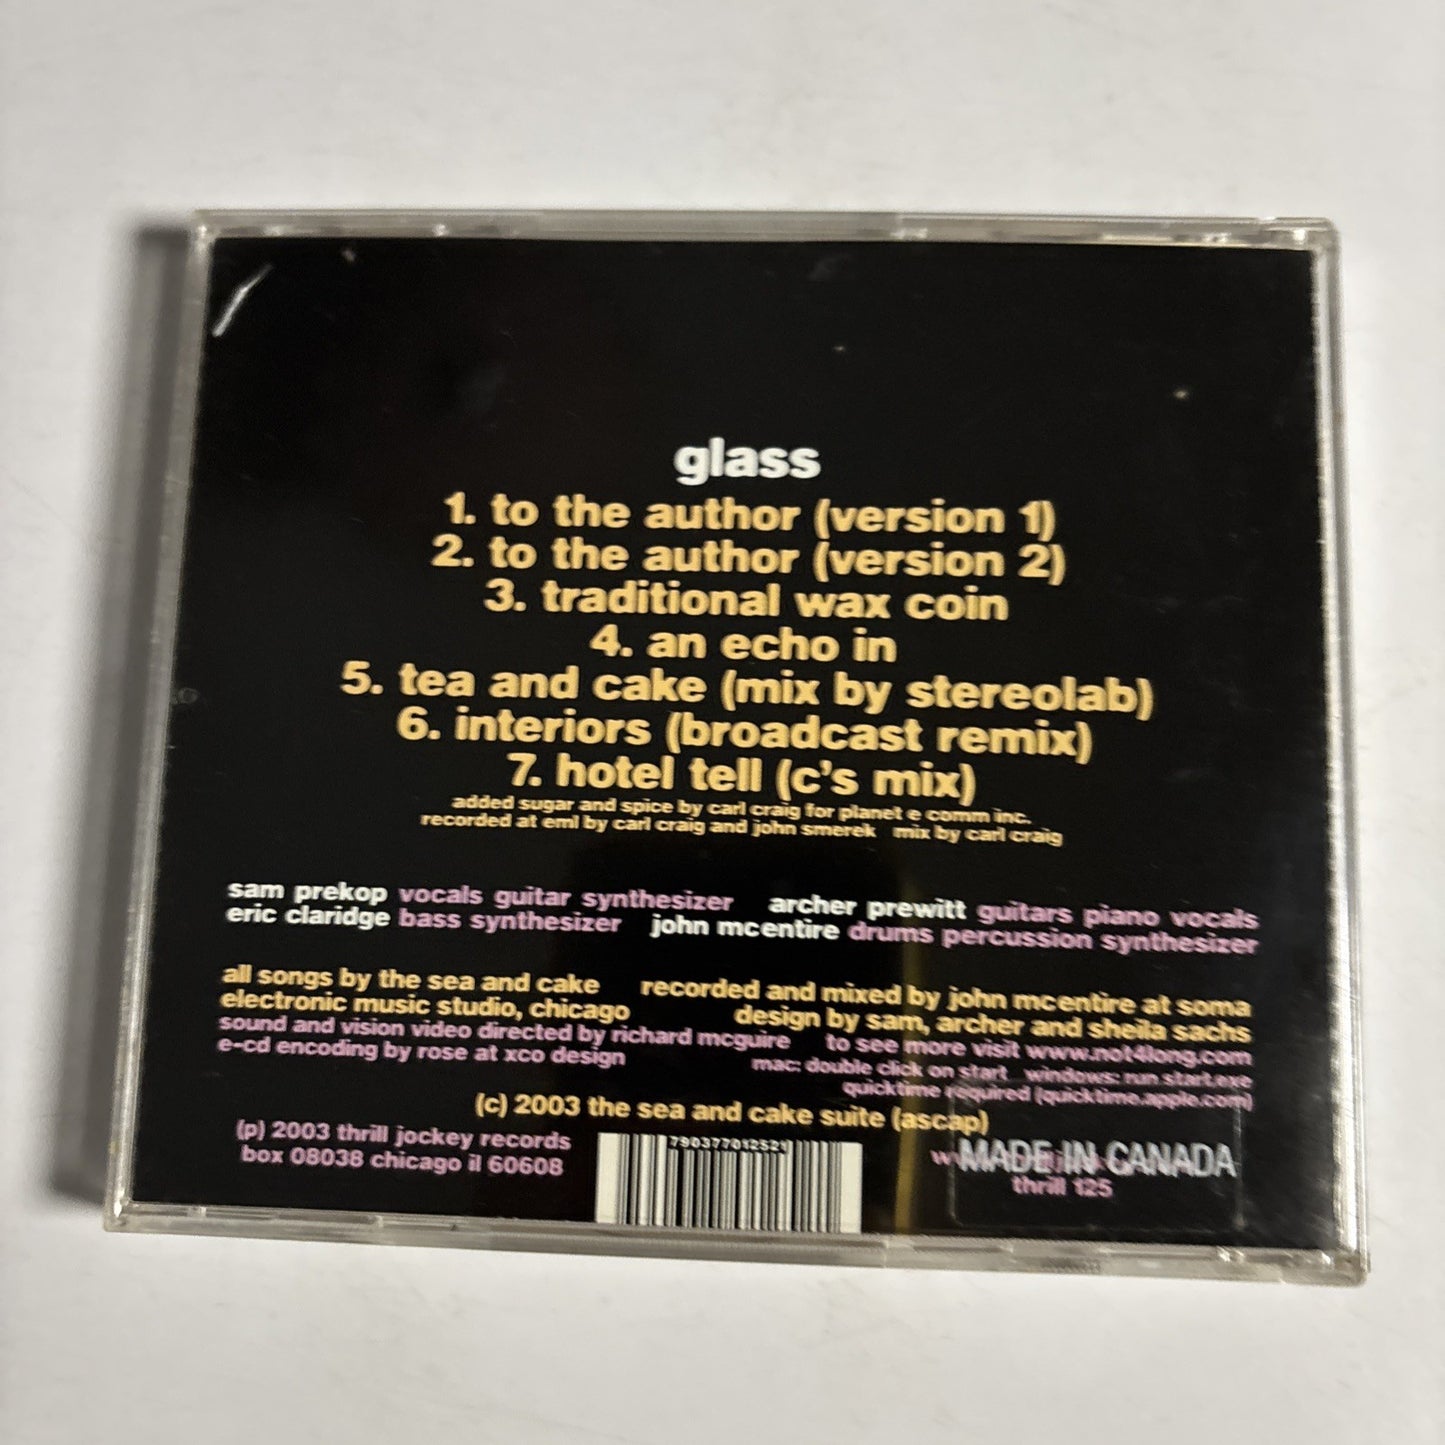 glass
1. to the author (version 1)
2. to the author (version 2)
3. traditional wax coin
4. an echo in
5. tea and cake (mix by stereolab)
6. interiors (broadcast remix)
7. hotel tell (c's mix)
added sugar and spice by carl craig for planet e comm inc.
recorded at eml by carl craig and john smerek mix by carl craig
sam prekop vocals guitar synthesizer archer prewitt guitars piano vocals
eric claridge bass synthesizer john mcentire drums percussion synthesizer
all songs by the sea and cake recorded and mixed by john mcentire at soma
electronic music studio, chicago design by sam, archer and sheila sachs
sound and vision video directed by richard mcguire to see more visit www.not4long.com
e-cd encoding by rose at xco design mac: double click on start windows: run start.exe
quicktime required (quicktime.apple.com)
(c) 2003 the sea and cake suite (ascap)
(p) 2003 thrill jockey records
box 08038 chicago il 60608
790377012521
MADE IN CANADA
thrill 125